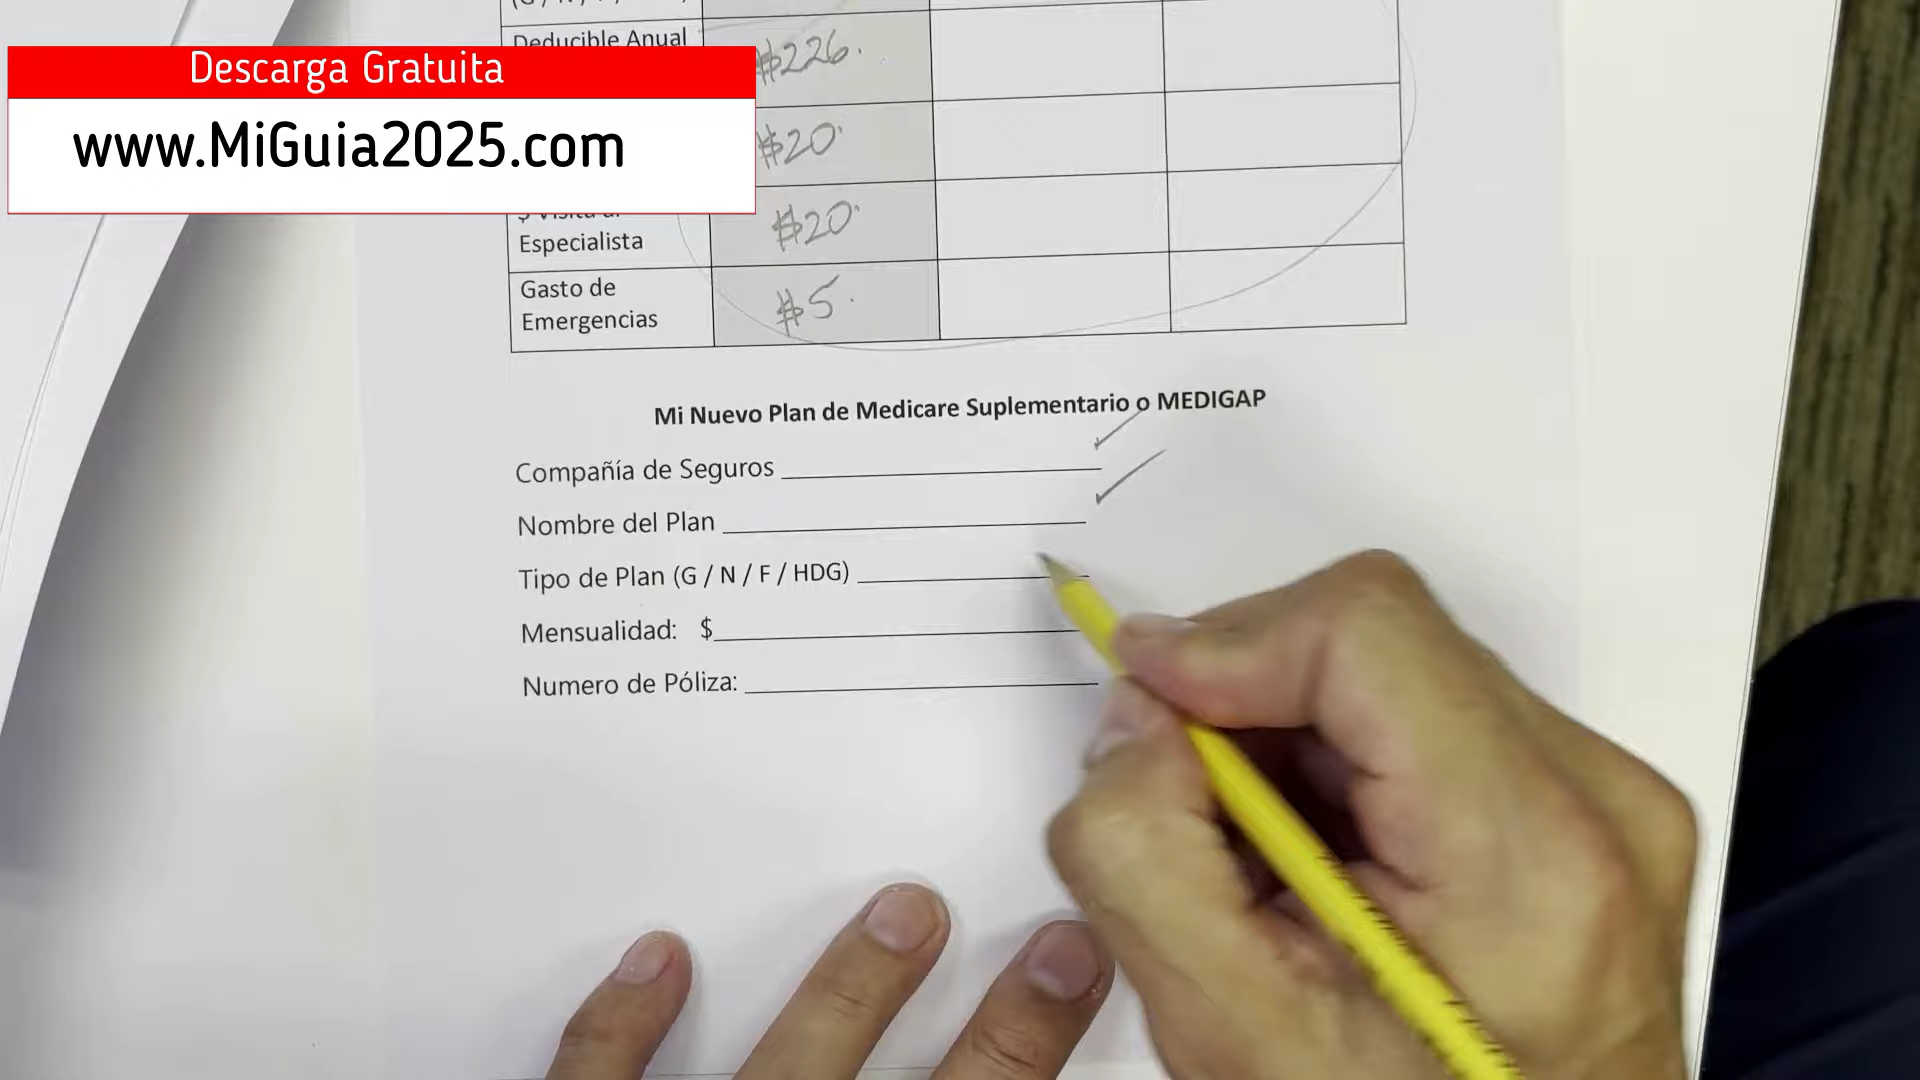 Deducible Anual
$226.
Descarga Gratuita
www.MiGuia2025.com
$20.
Especialista
$20.
Gasto de
Emergencias
$5.
Mi Nuevo Plan de Medicare Suplementario o MEDIGAP
Compañía de Seguros
Nombre del Plan
Tipo de Plan (G / N / F / HDG)
Mensualidad: $
Numero de Póliza: